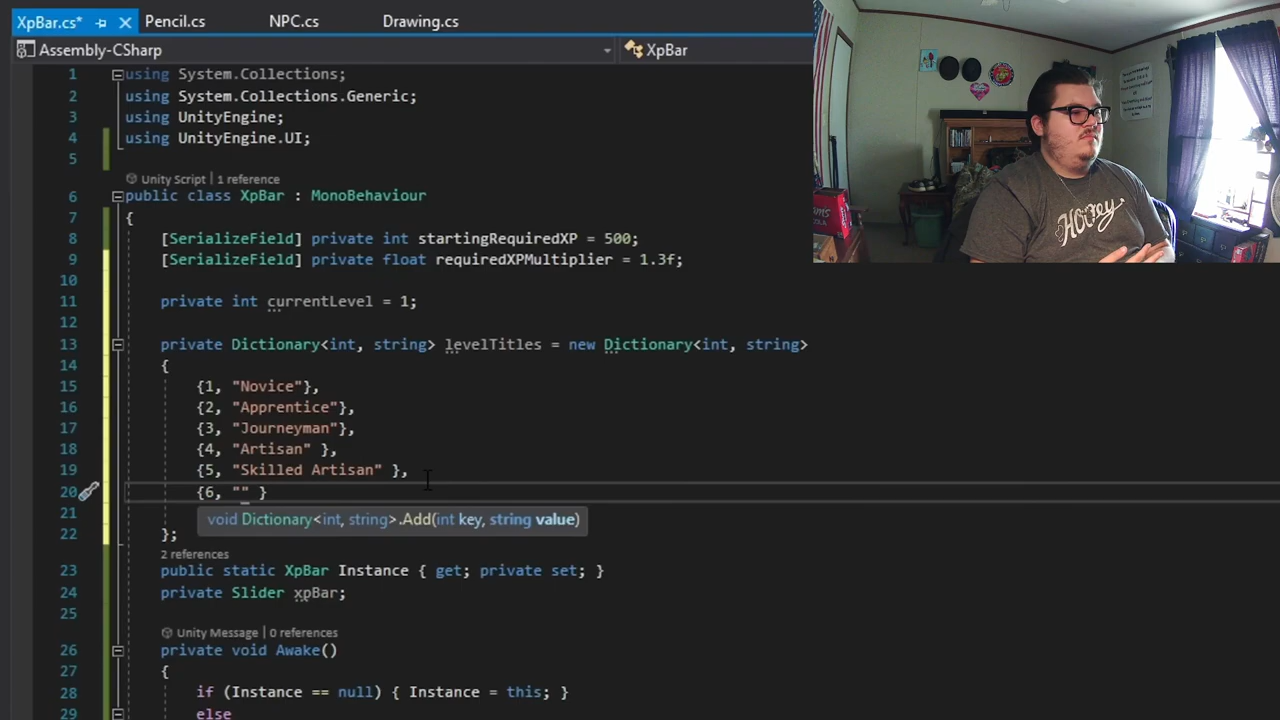 XpBar.cs*
Pencil.cs
NPC.cs
Drawing.cs
Assembly-CSharp
XpBar
1 using System.Collections;
2 using System.Collections.Generic;
3 using UnityEngine;
4 using UnityEngine.UI;
5
Unity Script | 1 reference
6 public class XpBar : MonoBehaviour
7 {
8 [SerializeField] private int startingRequiredXP = 500;
9 [SerializeField] private float requiredXPMultiplier = 1.3f;
10
11 private int currentLevel = 1;
12
13 private Dictionary<int, string> levelTitles = new Dictionary<int, string>
14 {
15 {1, "Novice"},
16 {2, "Apprentice"},
17 {3, "Journeyman"},
18 {4, "Artisan" },
19 {5, "Skilled Artisan" },
20 {6, "" }
21 void Dictionary<int, string>.Add(int key, string value)
22 };
2 references
23 public static XpBar Instance { get; private set; }
24 private Slider xpBar;
25
Unity Message | 0 references
26 private void Awake()
27 {
28 if (Instance == null) { Instance = this; }
29 else
Hooey